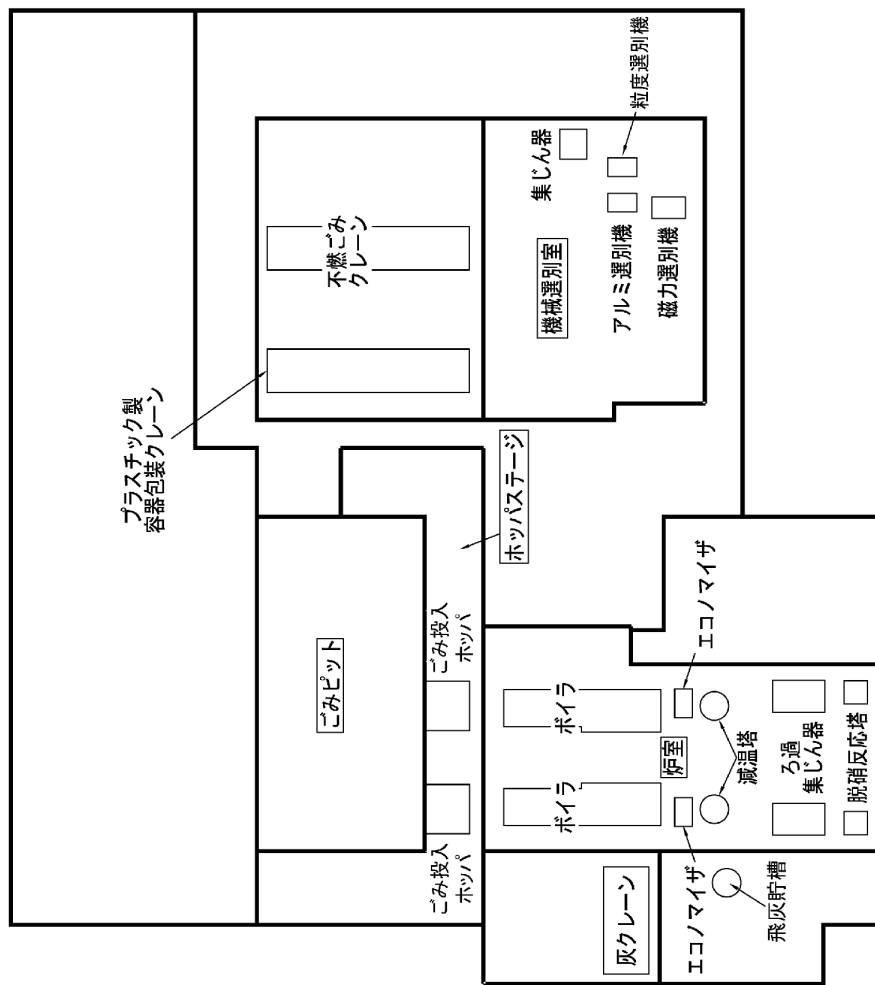 粒度選別機
集じん器
不燃ごみ
クレーン
機械選別室
アルミ選別機
磁力選別機
プラスチック製
容器包装クレーン
ホッパステージ
ごみピット
ごみ投入
ホッパ
エコノマイザ
ボイラ
炉室
減温塔
ろ過
集じん器
脱硝反応塔
ボイラ
ごみ投入
ホッパ
灰クレーン
エコノマイザ
飛灰貯槽